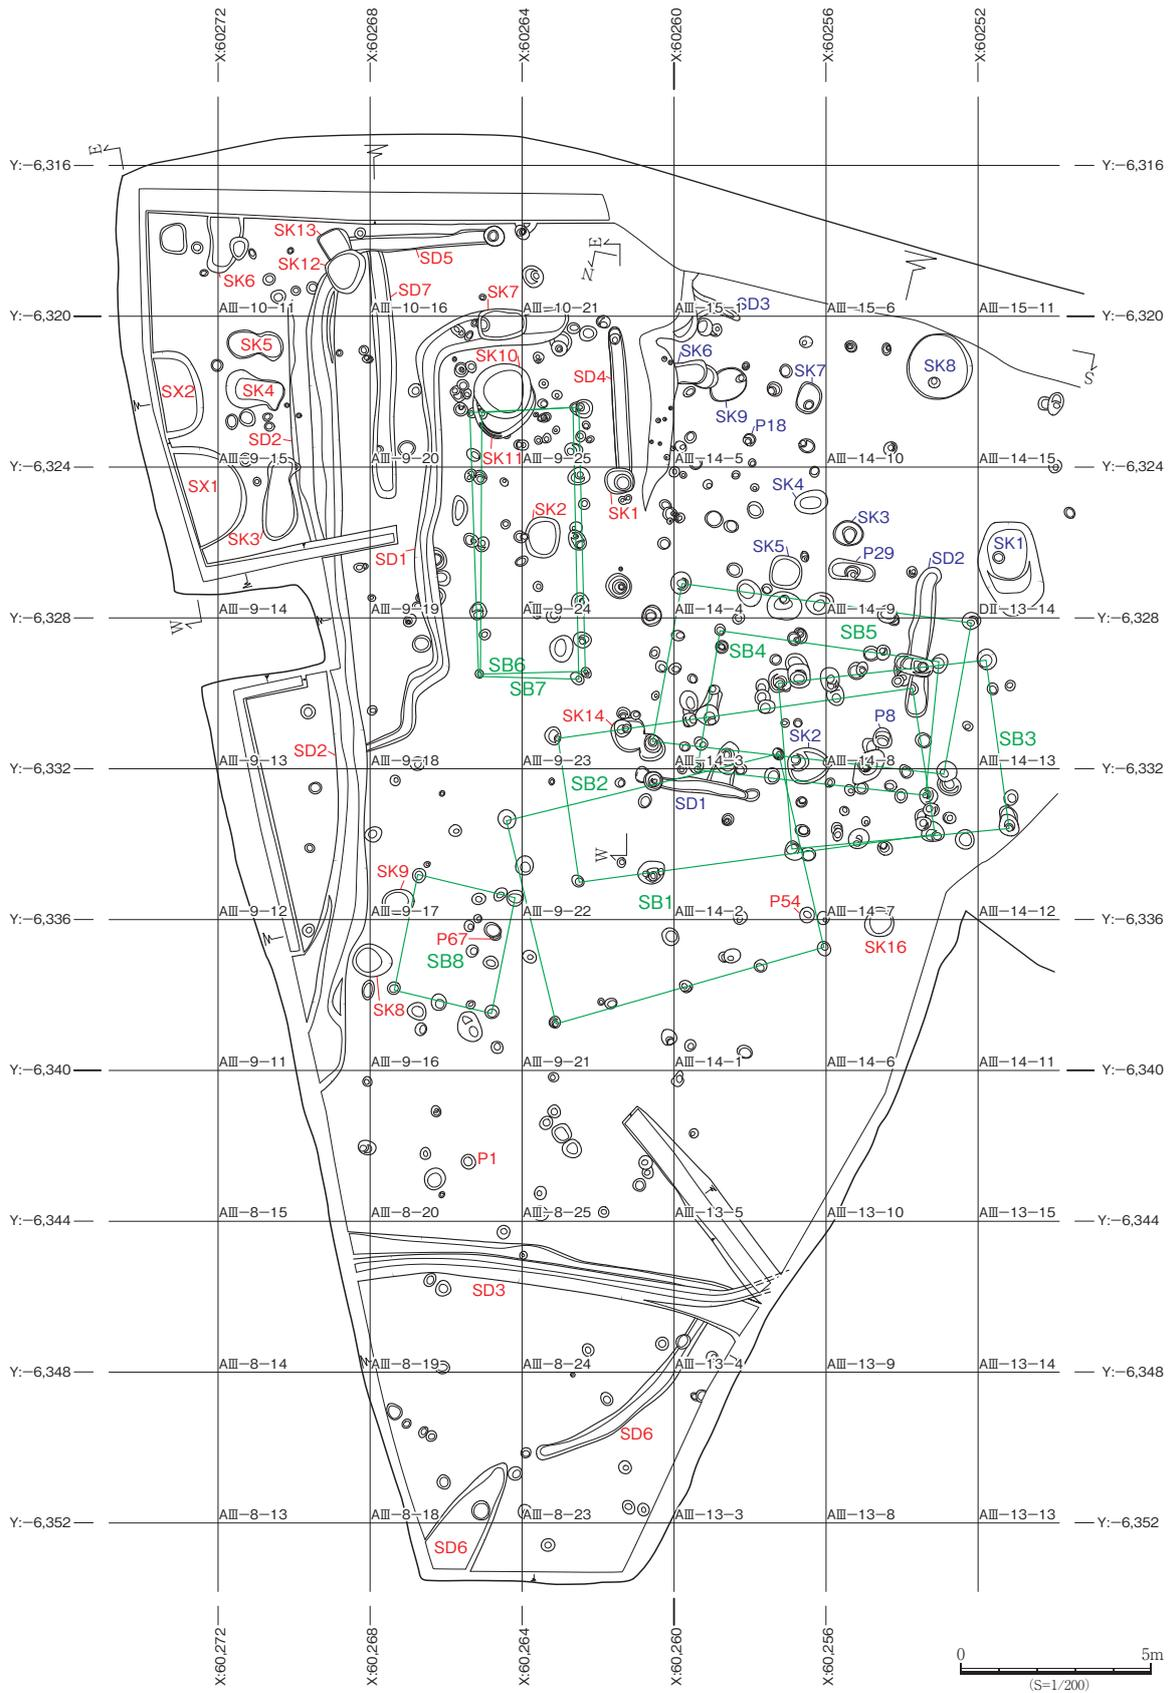 X:60272
X:60268
X:60264
X:60260
X:60256
X:60252
E
Y:−6,316
Y:−6,316
SK13
SK12
SD5
SK6
SD7
SK7
E
N
SD3
AⅢ−10−11
AⅢ−10−16
AⅢ−10−21
AⅢ−15−1
AⅢ−15−6
AⅢ−15−11
Y:−6,320
Y:−6,320
SK5
SK10
SD4
SK6
SK7
SK8
S
SX2
SK4
SK9
SD2
SK11
P18
AⅢ−9−15
AⅢ−9−20
AⅢ−9−25
AⅢ−14−5
AⅢ−14−10
AⅢ−14−15
Y:−6,324
Y:−6,324
SX1
SK3
SK2
SK1
SK4
SK3
SD1
SK5
P29
SD2
SK1
W
AⅢ−9−14
AⅢ−9−19
AⅢ−9−24
AⅢ−14−4
AⅢ−14−9
DⅡ−13−14
Y:−6,328
Y:−6,328
SB5
SB4
SB6
SB7
SK14
P8
SD2
SK2
SB3
AⅢ−9−13
AⅢ−9−18
AⅢ−9−23
AⅢ−14−3
AⅢ−14−8
AⅢ−14−13
Y:−6,332
Y:−6,332
SB2
SD1
W
SK9
SB1
P54
AⅢ−9−12
AⅢ−9−17
AⅢ−9−22
AⅢ−14−2
AⅢ−14−7
AⅢ−14−12
Y:−6,336
Y:−6,336
P67
SB8
SK16
SK8
AⅢ−9−11
AⅢ−9−16
AⅢ−9−21
AⅢ−14−1
AⅢ−14−6
AⅢ−14−11
Y:−6,340
Y:−6,340
P1
AⅢ−8−15
AⅢ−8−20
AⅢ−8−25
AⅢ−13−5
AⅢ−13−10
AⅢ−13−15
Y:−6,344
Y:−6,344
SD3
AⅢ−8−14
AⅢ−8−19
AⅢ−8−24
AⅢ−13−4
AⅢ−13−9
AⅢ−13−14
Y:−6,348
Y:−6,348
SD6
AⅢ−8−13
AⅢ−8−18
AⅢ−8−23
AⅢ−13−3
AⅢ−13−8
AⅢ−13−13
Y:−6,352
Y:−6,352
SD6
X:60,272
X:60,268
X:60,264
X:60,260
X:60,256
X:60,252
0 5m
(S=1/200)